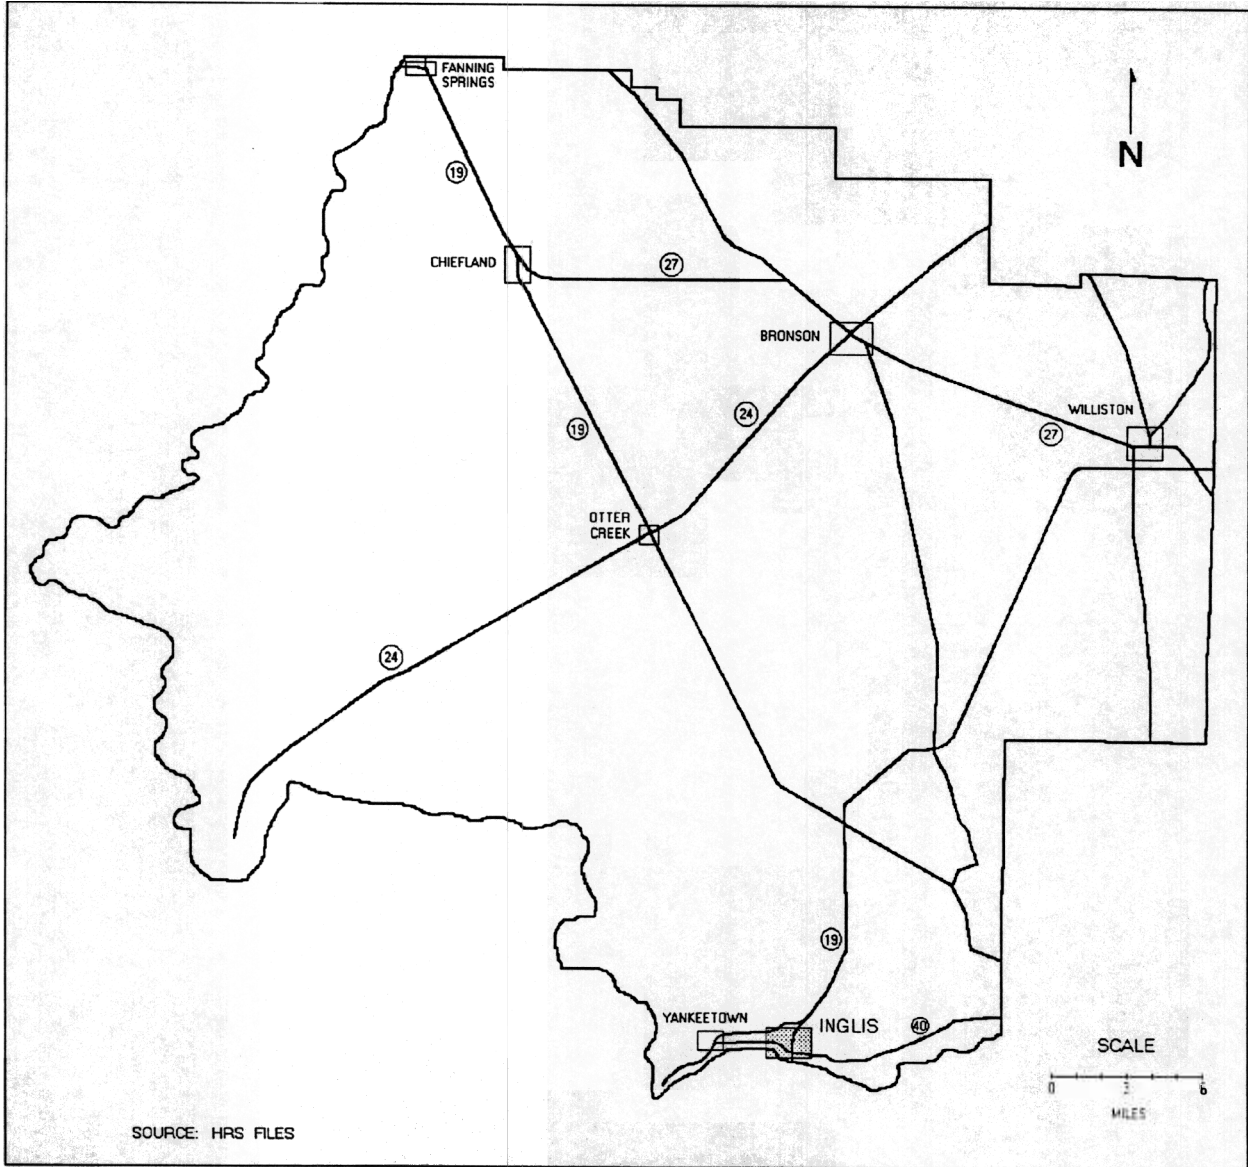 FANNING
SPRINGS
19
N
CHIEFLAND
27
BRONSON
24
WILLISTON
27
19
OTTER
CREEK
24
19
YANKEETOWN
INGLIS
40
SCALE
0 3 6
MILES
SOURCE: HRS FILES